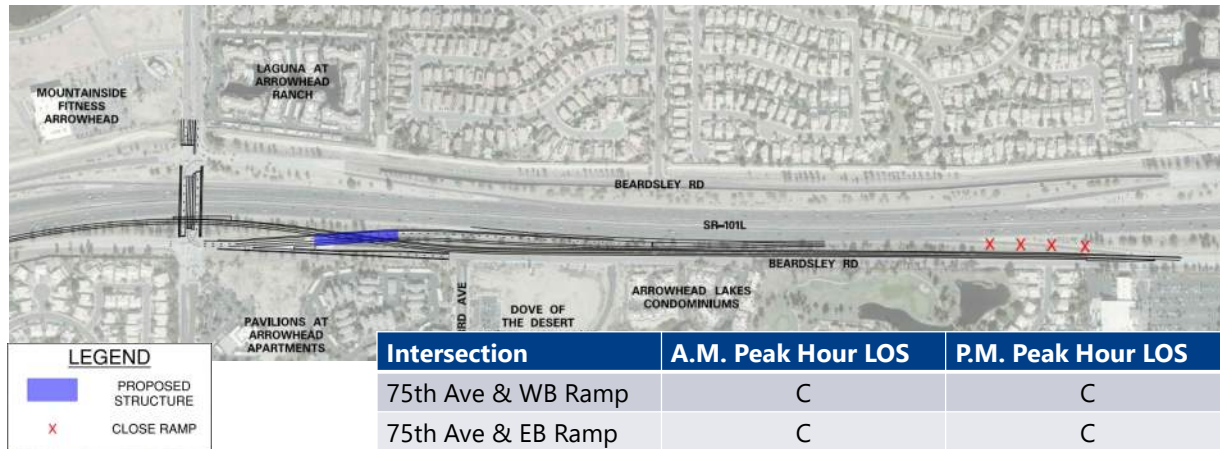 LAGUNA AT
ARROWHEAD
RANCH
MOUNTAINSIDE
FITNESS
ARROWHEAD
BEARDSLEY RD
SR-101L
X X X X
BEARDSLEY RD
RD AVE
ARROWHEAD LAKES
CONDOMINIUMS
DOVE OF
THE DESERT
PAVILIONS AT
ARROWHEAD
APARTMENTS
LEGEND
PROPOSED
STRUCTURE
X CLOSE RAMP
Intersection A.M. Peak Hour LOS P.M. Peak Hour LOS
75th Ave & WB Ramp C C
75th Ave & EB Ramp C C